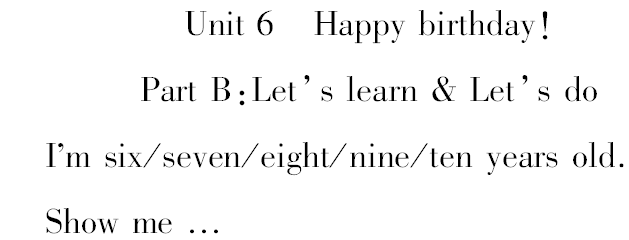 Unit 6 Happy birthday!
Part B:Let’s learn & Let’s do
I’m six/seven/eight/nine/ten years old.
Show me ...